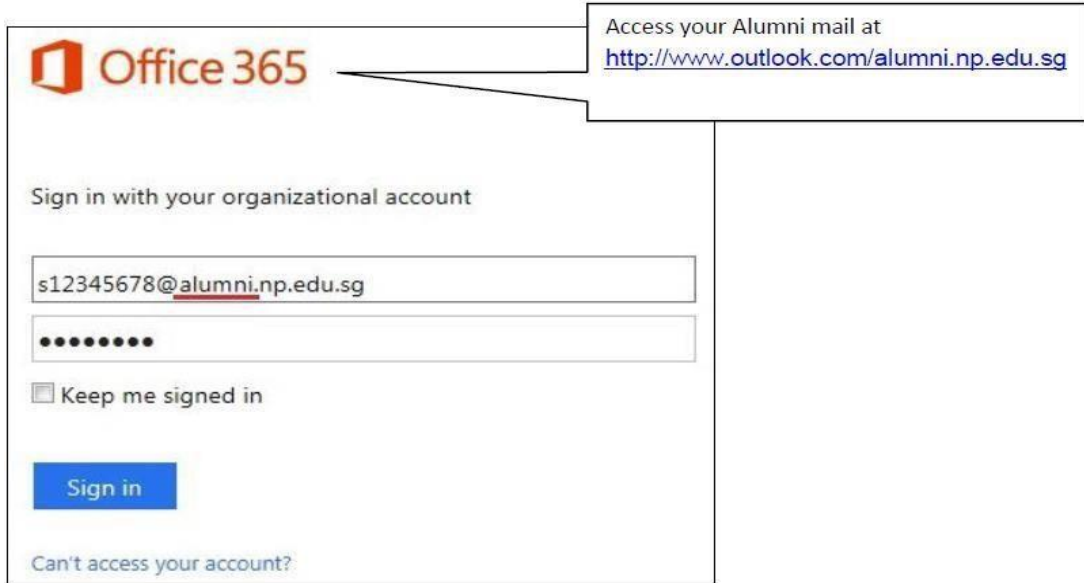 Access your Alumni mail at
http://www.outlook.com/alumni.np.edu.sg
Office 365
Sign in with your organizational account
s12345678@alumni.np.edu.sg
••••••••
Keep me signed in
Sign in
Can't access your account?